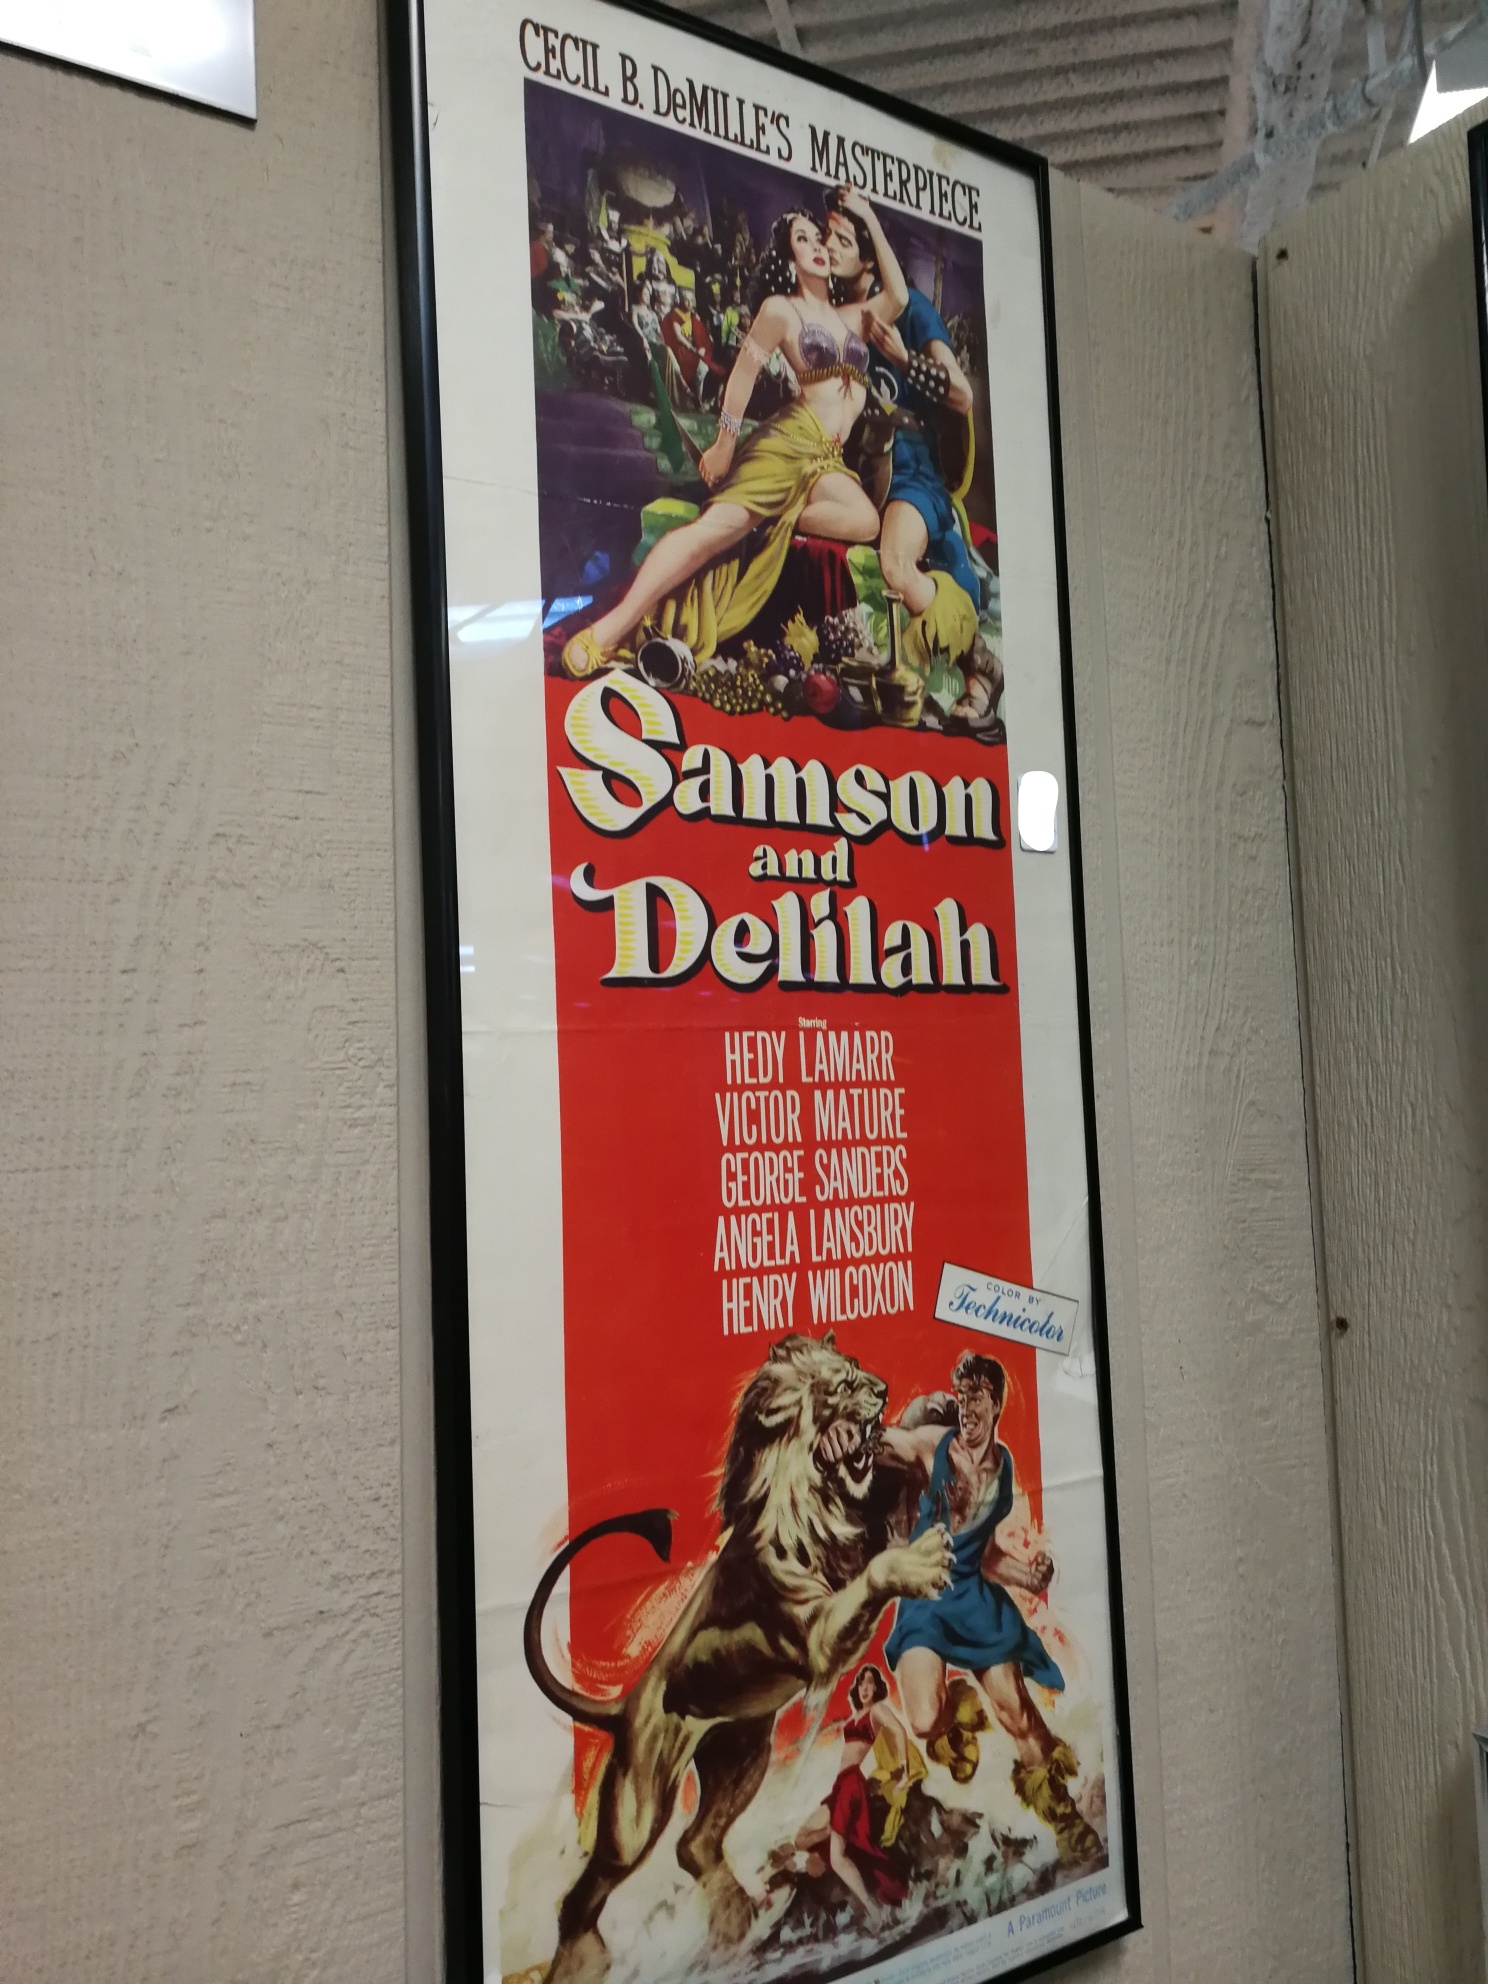 CECIL B. DeMILLE'S MASTERPIECE
Samson
and
Delilah
Starring
HEDY LAMARR
VICTOR MATURE
GEORGE SANDERS
ANGELA LANSBURY
HENRY WILCOXON
COLOR BY
Technicolor
A Paramount Picture